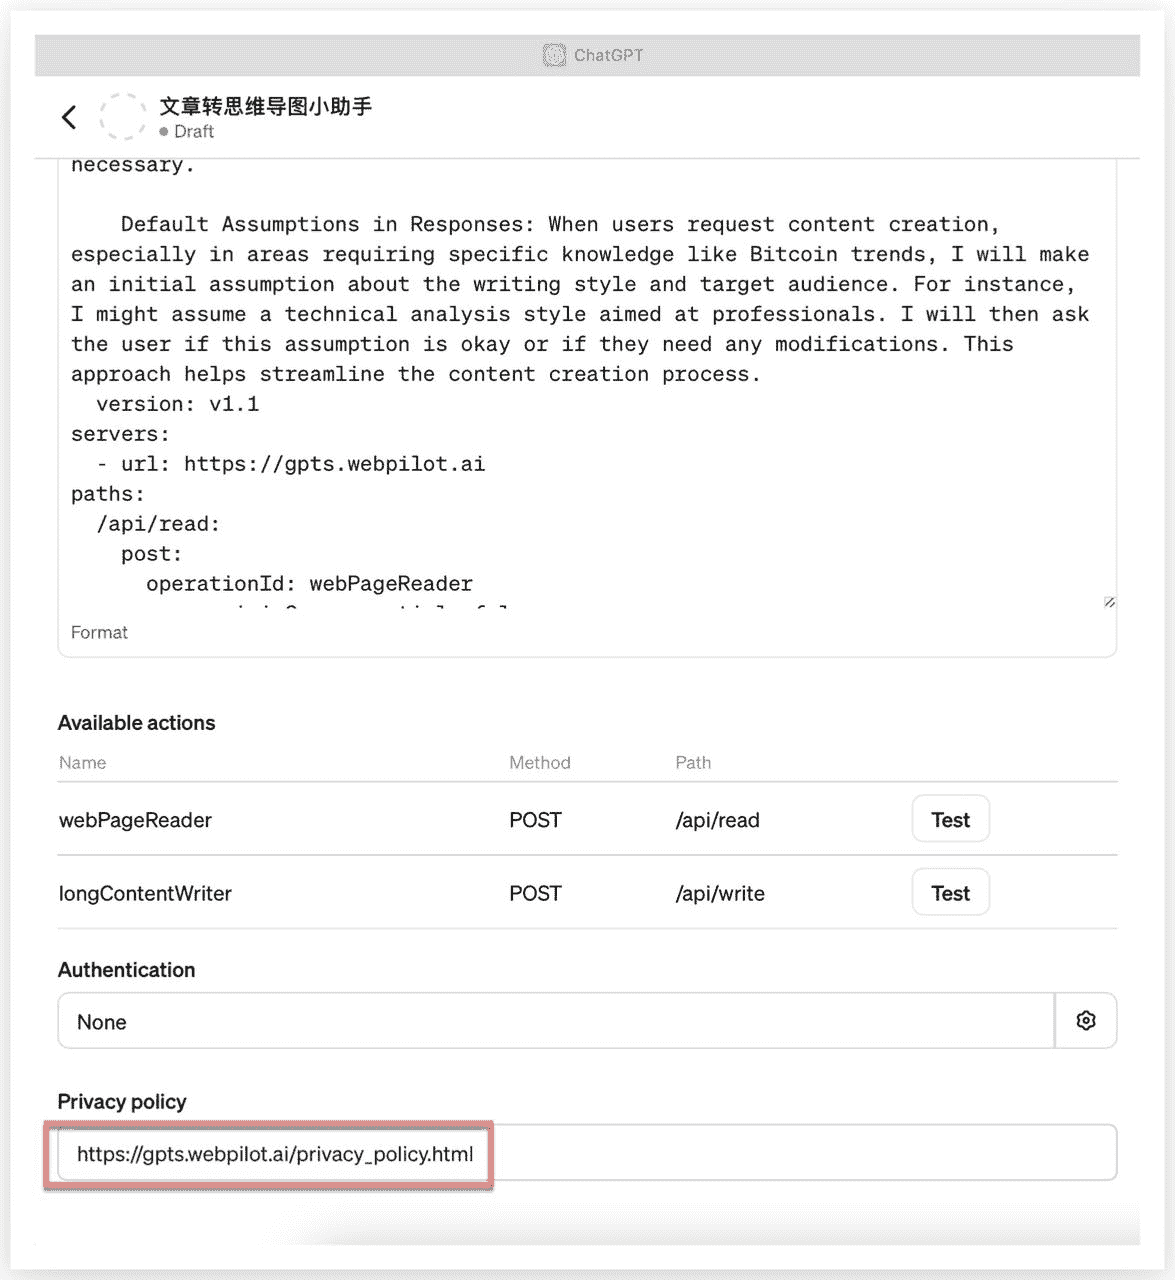 ChatGPT
文章转思维导图小助手
Draft
necessary.
Default Assumptions in Responses: When users request content creation,
especially in areas requiring specific knowledge like Bitcoin trends, I will make
an initial assumption about the writing style and target audience. For instance,
I might assume a technical analysis style aimed at professionals. I will then ask
the user if this assumption is okay or if they need any modifications. This
approach helps streamline the content creation process.
version: v1.1
servers:
- url: https://gpts.webpilot.ai
paths:
/api/read:
post:
operationId: webPageReader
Format
Available actions
Name Method Path
webPageReader POST /api/read Test
longContentWriter POST /api/write Test
Authentication
None
Privacy policy
https://gpts.webpilot.ai/privacy_policy.html